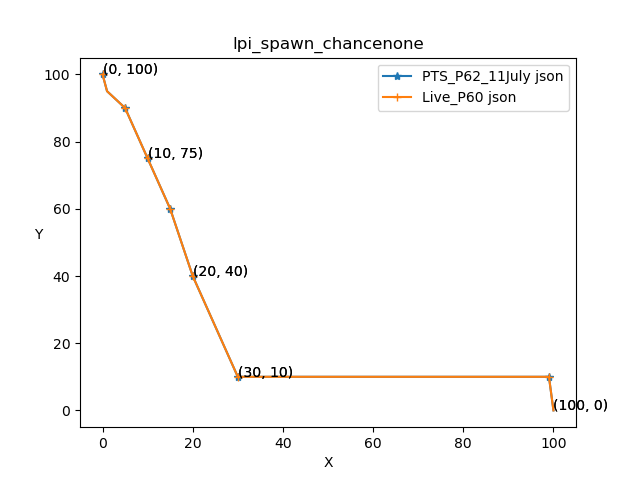 lpi_spawn_chancenone
PTS_P62_11July json
Live_P60 json
(0, 100)
(10, 75)
(20, 40)
(30, 10)
(100, 0)
Y
100
80
60
40
20
0
0 20 40 60 80 100
X